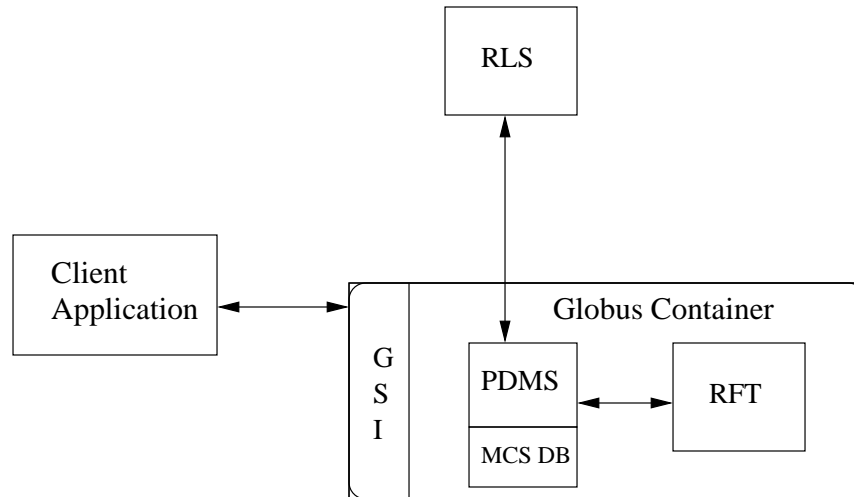 RLS
Client
Application
Globus Container
G
S
I
PDMS
RFT
MCS DB